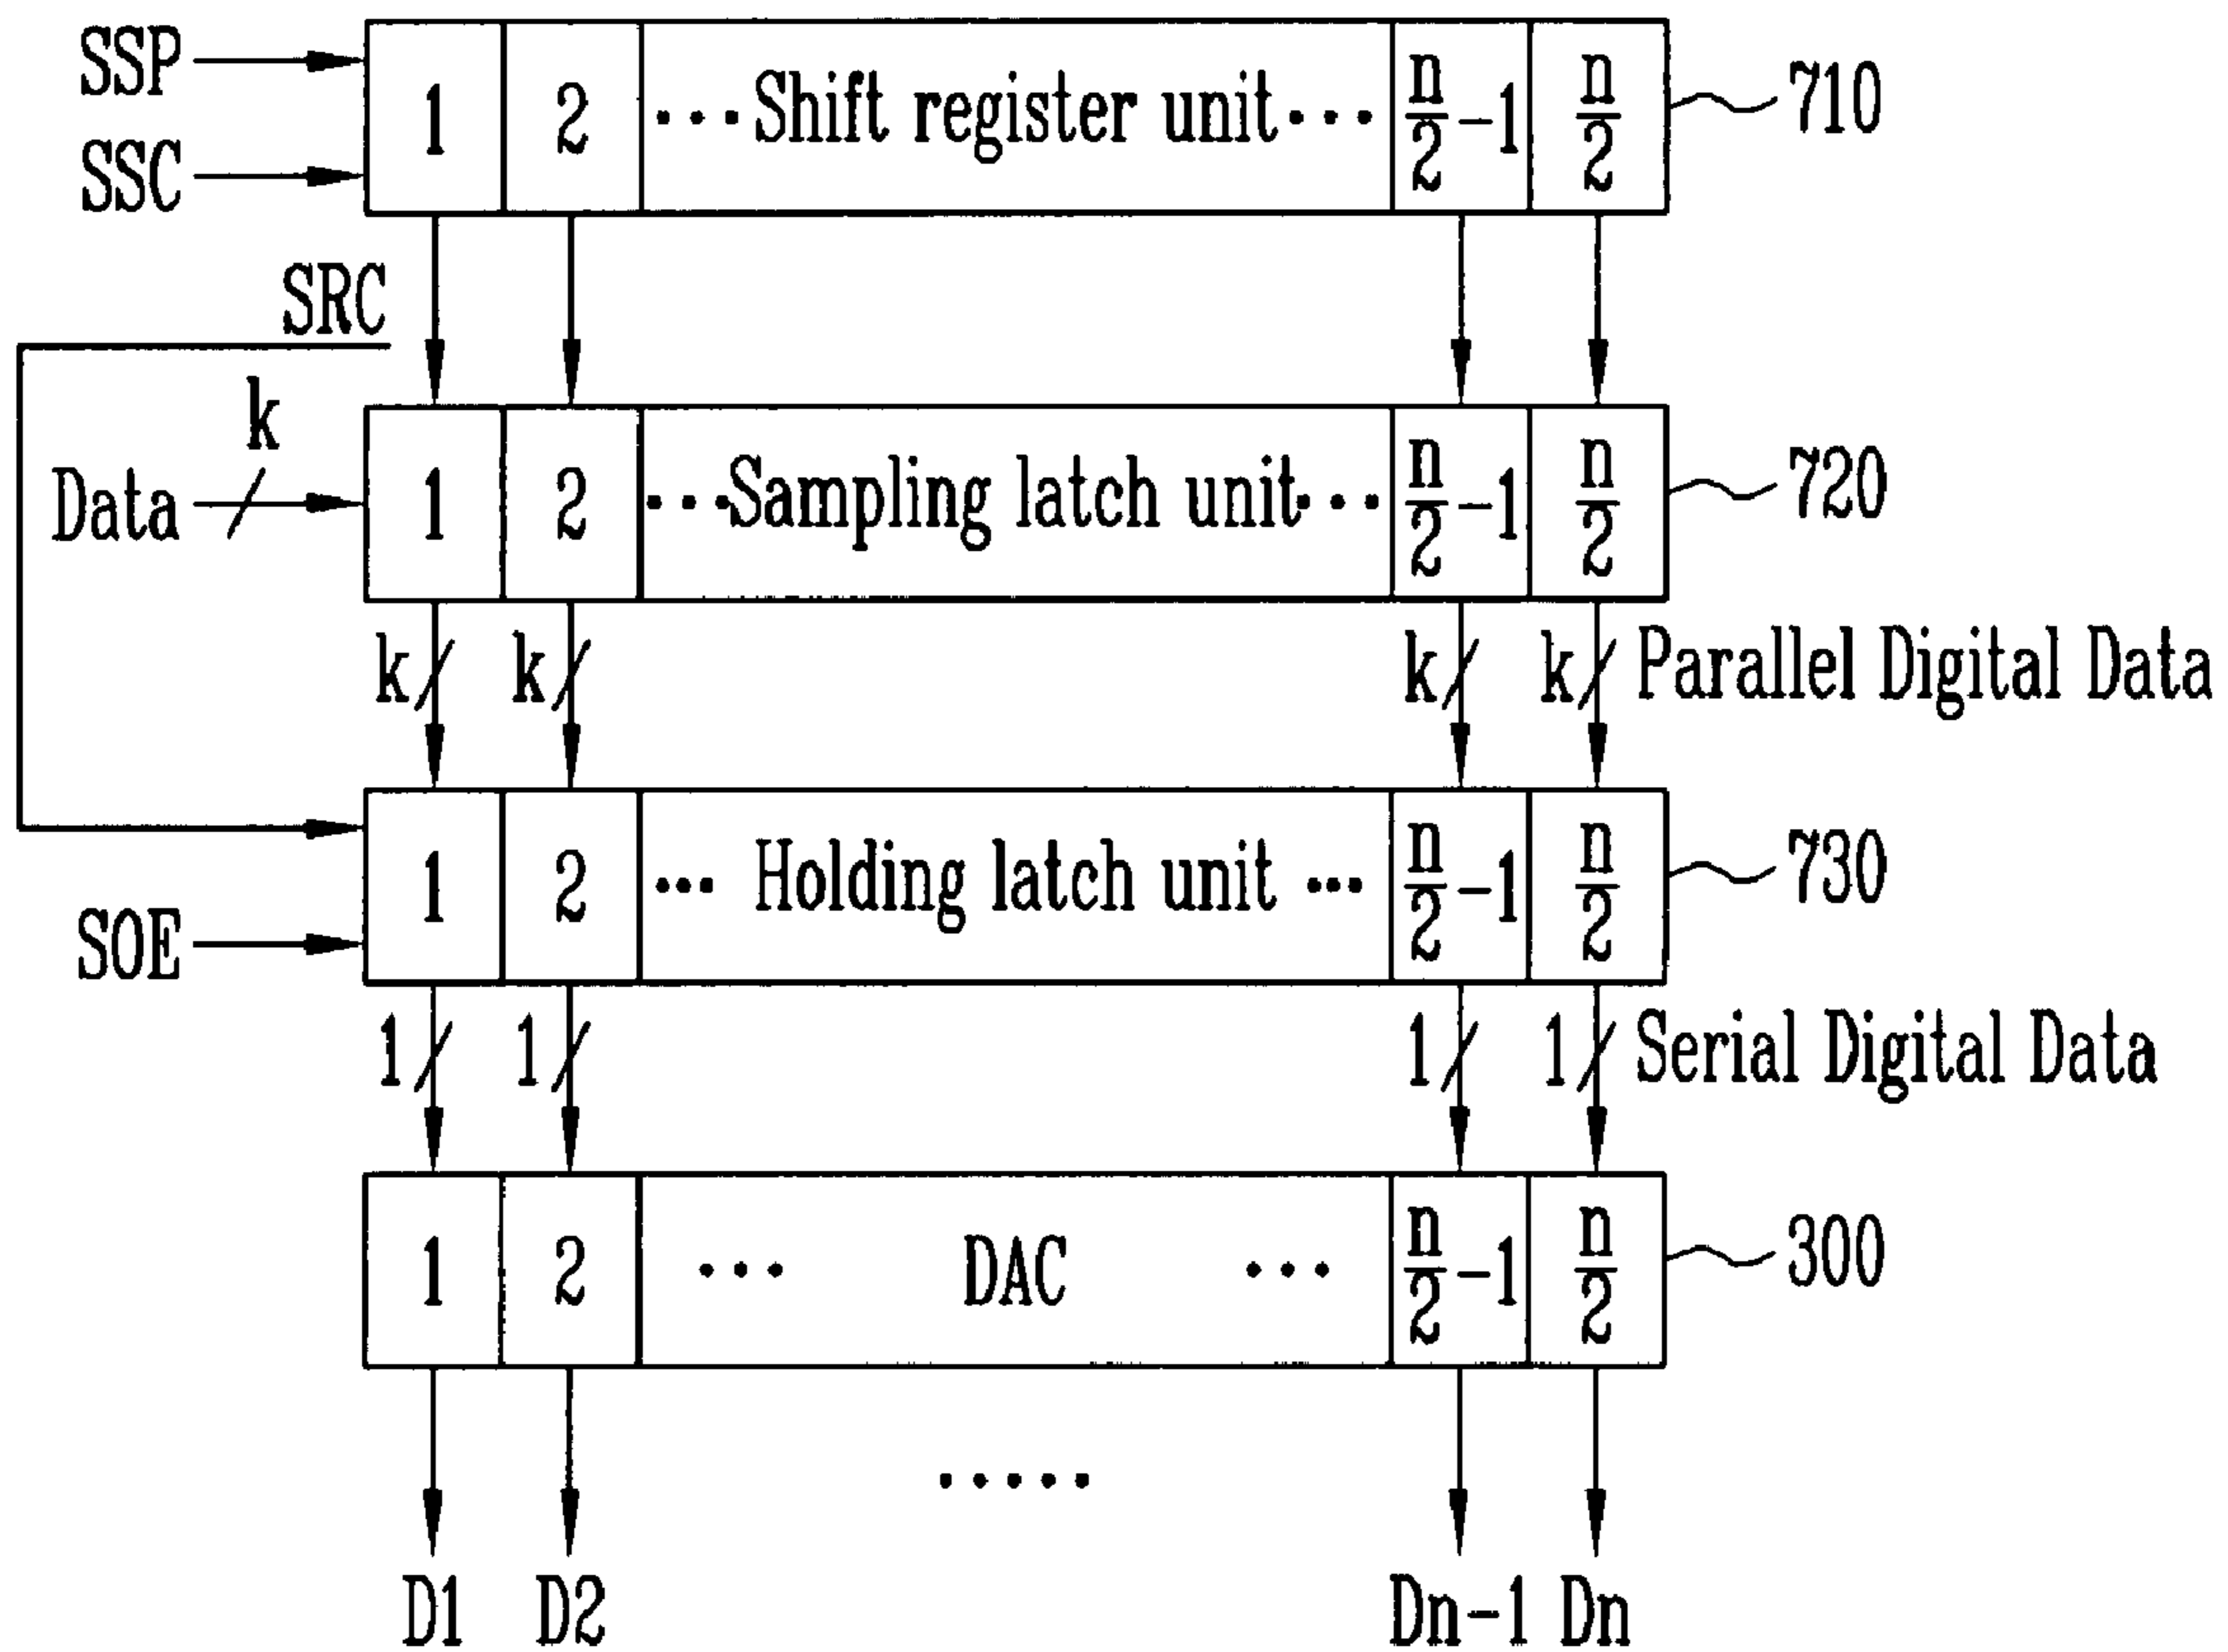 SSP
SSC
1 2 ... Shift register unit ... n/2 -1 n/2
710
SRC
k
Data
1 2 ... Sampling latch unit ... n/2 -1 n/2
720
k k k k Parallel Digital Data
1 2 ... Holding latch unit ... n/2 -1 n/2
730
SOE
1 1 1 1 Serial Digital Data
1 2 ... DAC ... n/2 -1 n/2
300
.....
D1 D2 Dn-1 Dn